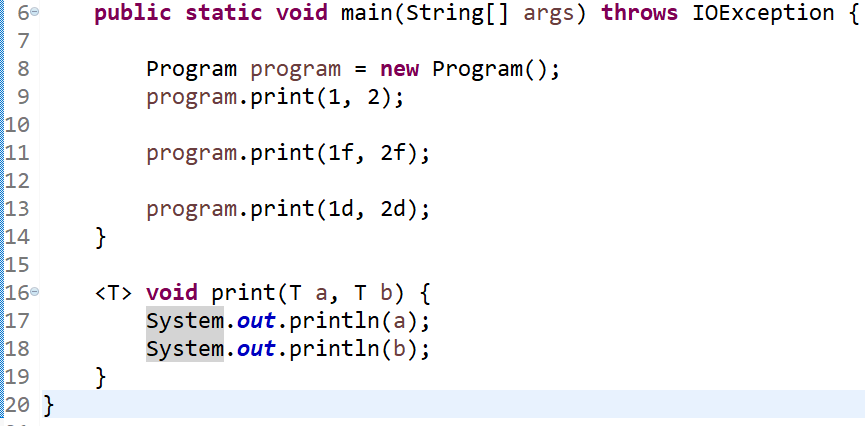 6 public static void main(String[] args) throws IOException {
7
8 Program program = new Program();
9 program.print(1, 2);
10
11 program.print(1f, 2f);
12
13 program.print(1d, 2d);
14 }
15
16 <T> void print(T a, T b) {
17 System.out.println(a);
18 System.out.println(b);
19 }
20 }